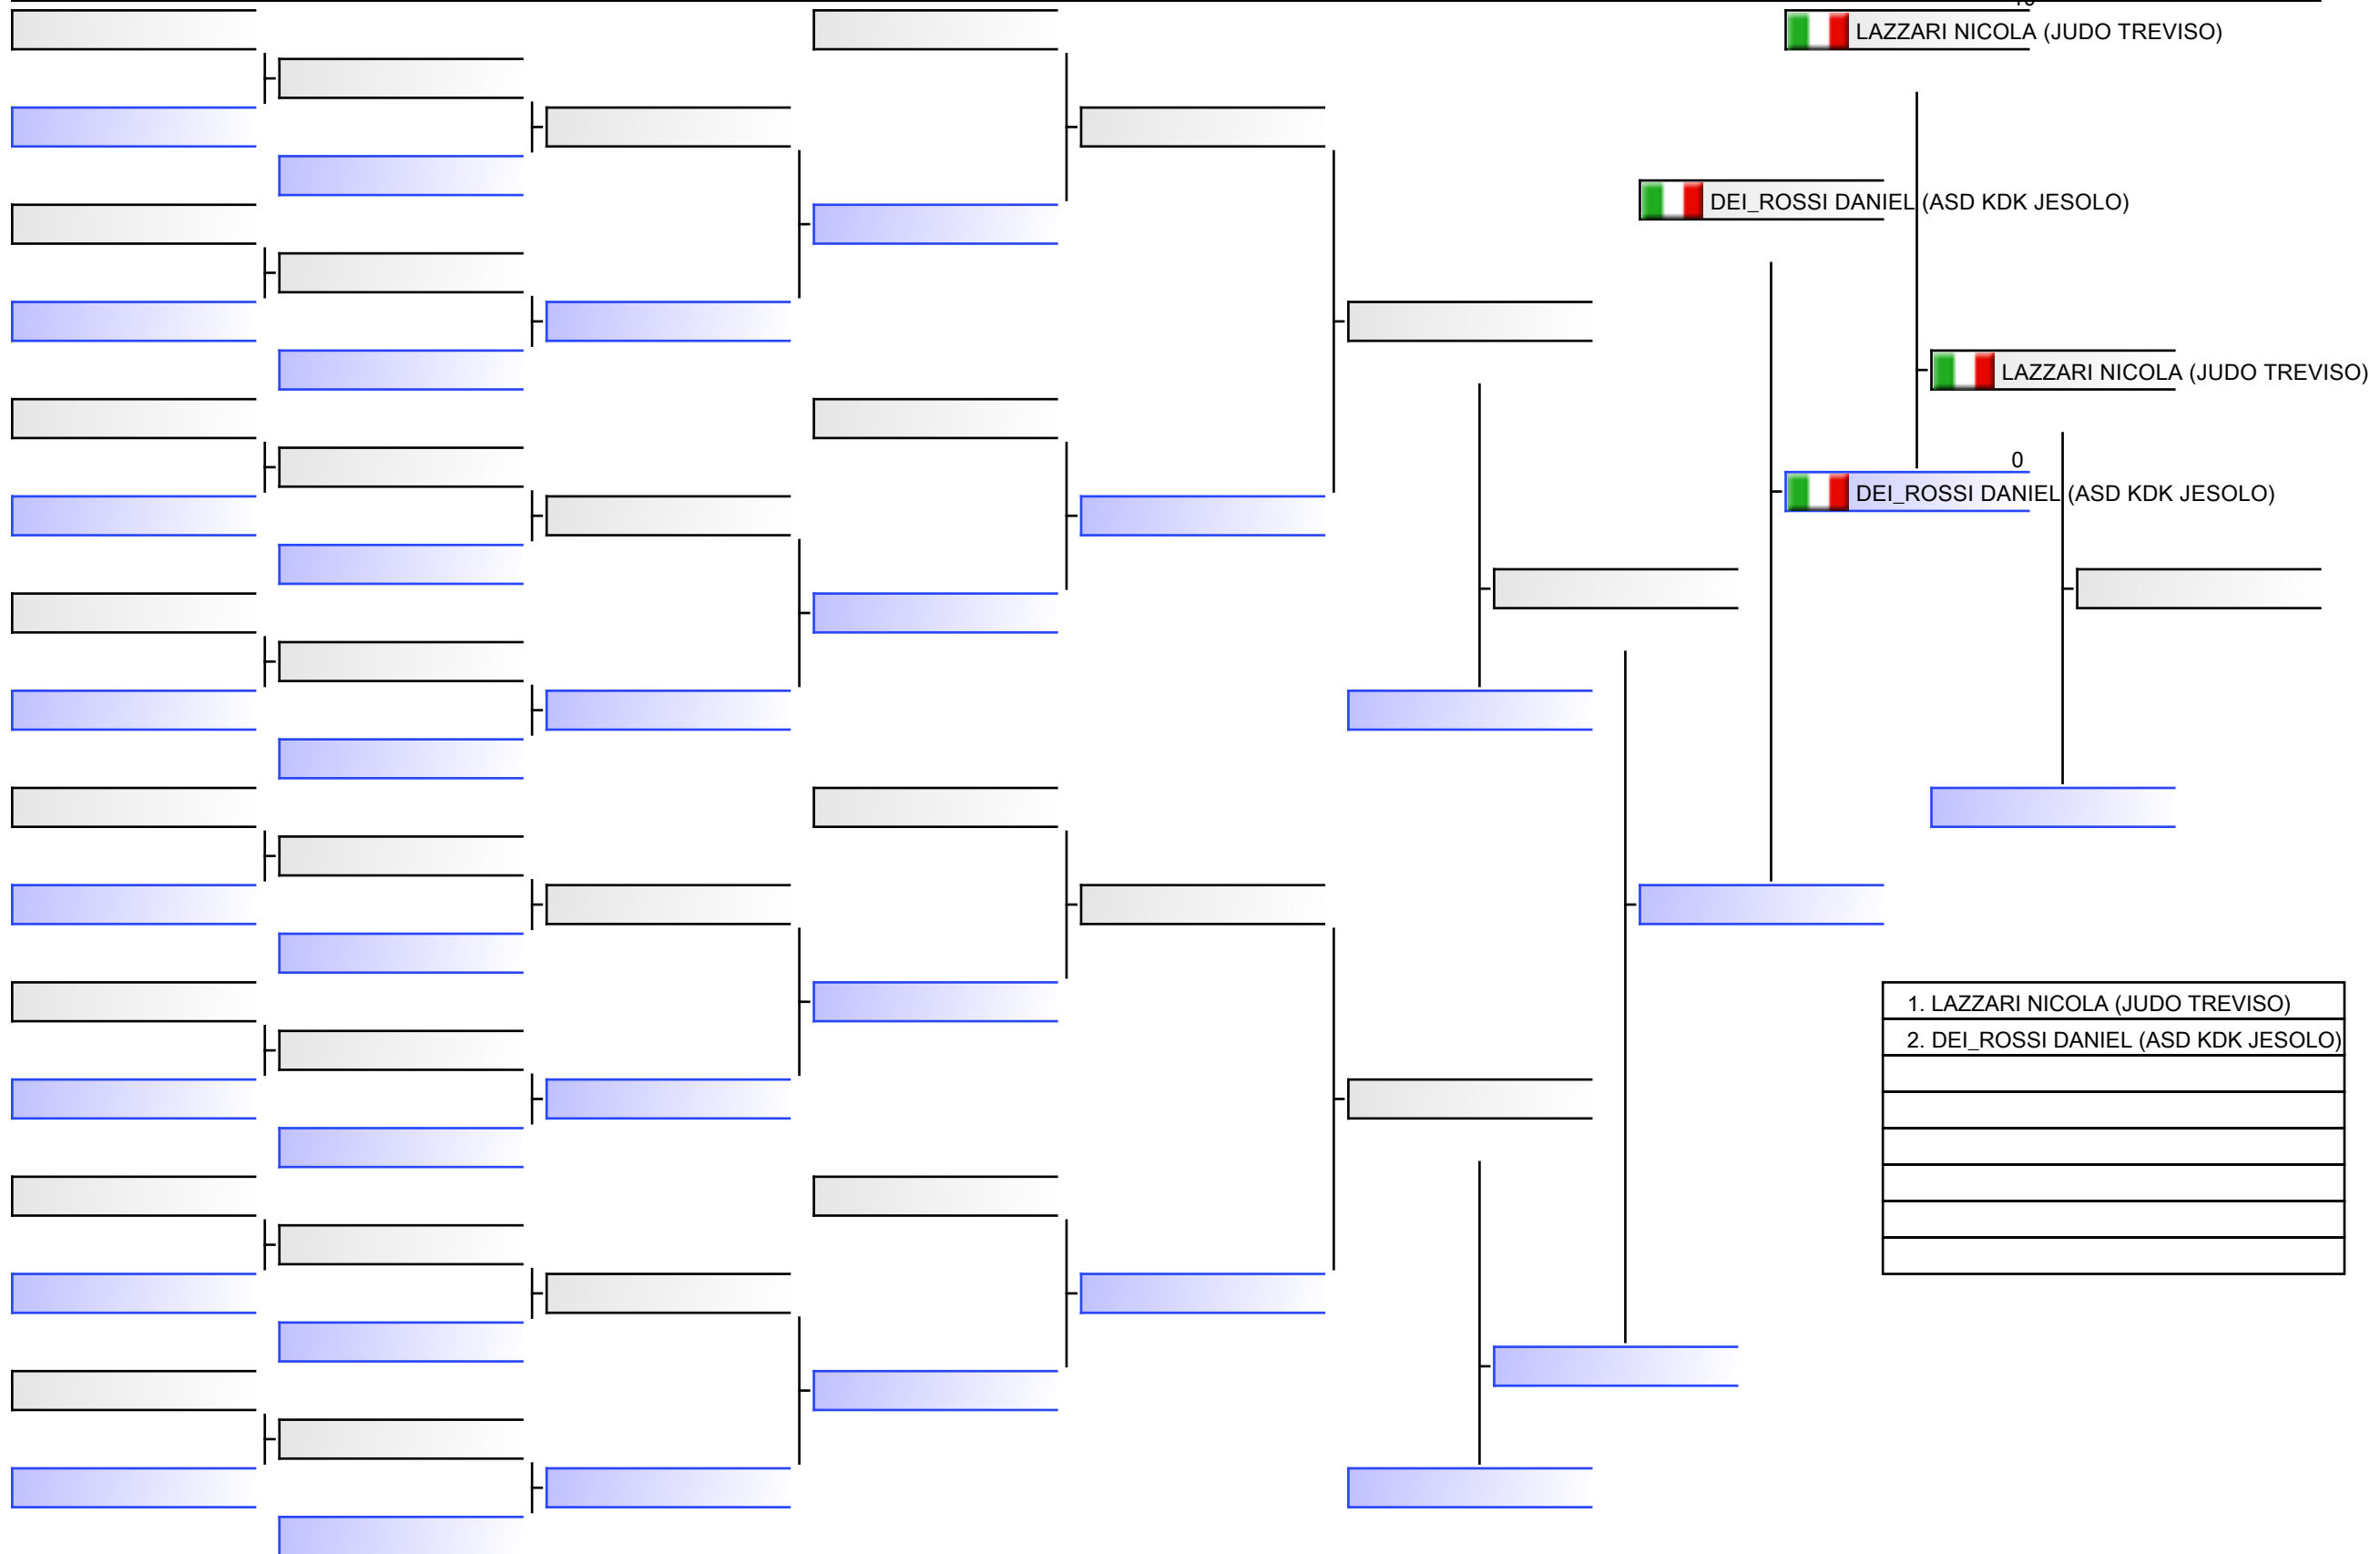 LAZZARI NICOLA (JUDO TREVISO)
DEI_ROSSI DANIEL (ASD KDK JESOLO)
LAZZARI NICOLA (JUDO TREVISO)
0
DEI_ROSSI DANIEL (ASD KDK JESOLO)
1. LAZZARI NICOLA (JUDO TREVISO)
2. DEI_ROSSI DANIEL (ASD KDK JESOLO)